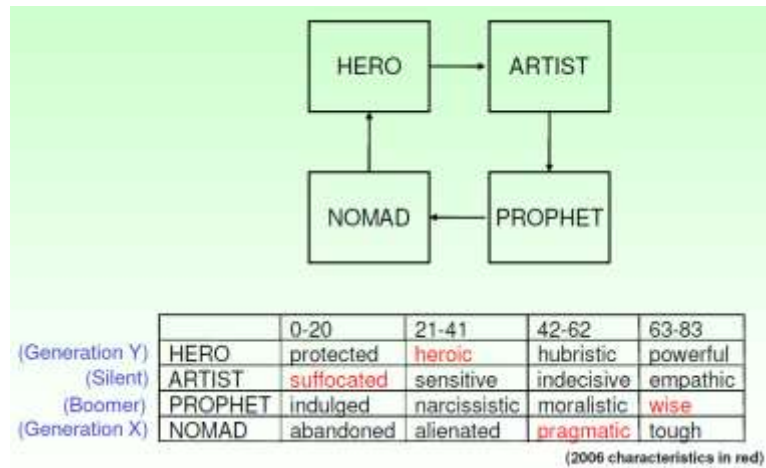 HERO ARTIST
NOMAD PROPHET
0-20 21-41 42-62 63-83
(Generation Y) HERO protected heroic hubristic powerful
(Silent) ARTIST suffocated sensitive indecisive empathic
(Boomer) PROPHET indulged narcissistic moralistic wise
(Generation X) NOMAD abandoned alienated pragmatic tough
(2006 characteristics in red)